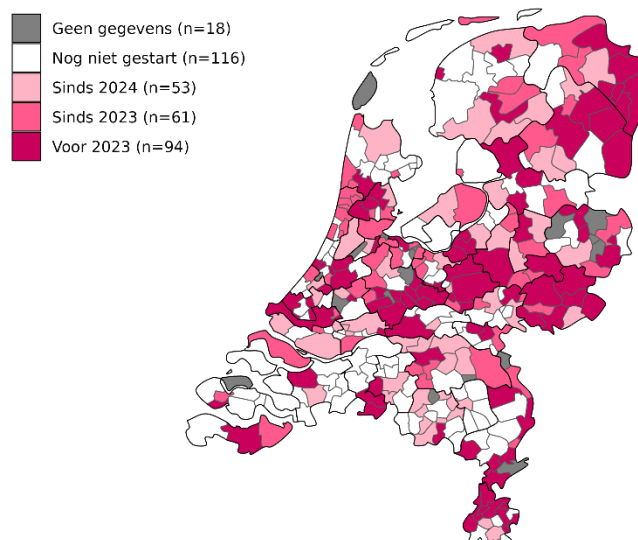 Geen gegevens (n=18)
Nog niet gestart (n=116)
Sinds 2024 (n=53)
Sinds 2023 (n=61)
Voor 2023 (n=94)